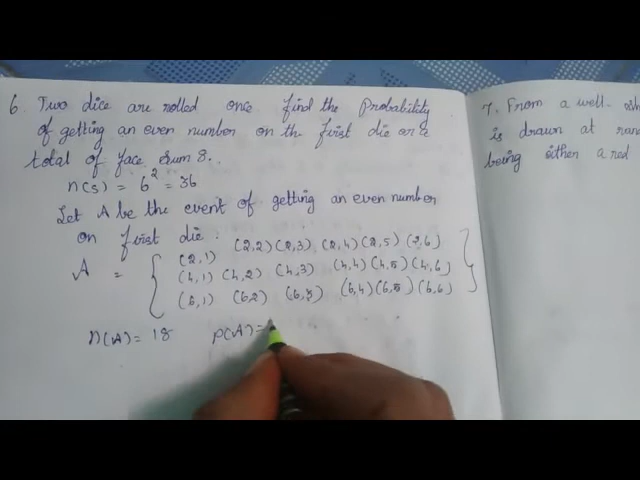 6. Two dice are rolled once find the Probability
of getting an even number on the first die or a
total of face sum 8.
n(s) = 6² = 36
Let A be the event of getting an even number
on first die.
A = { (2,1) (2,2) (2,3) (2,4) (2,5) (2,6)
(4,1) (4,2) (4,3) (4,4) (4,5) (4,6)
(6,1) (6,2) (6,3) (6,4) (6,5) (6,6) }
n(A) = 18 P(A) =
7. From a well-
is drawn at
being either a red